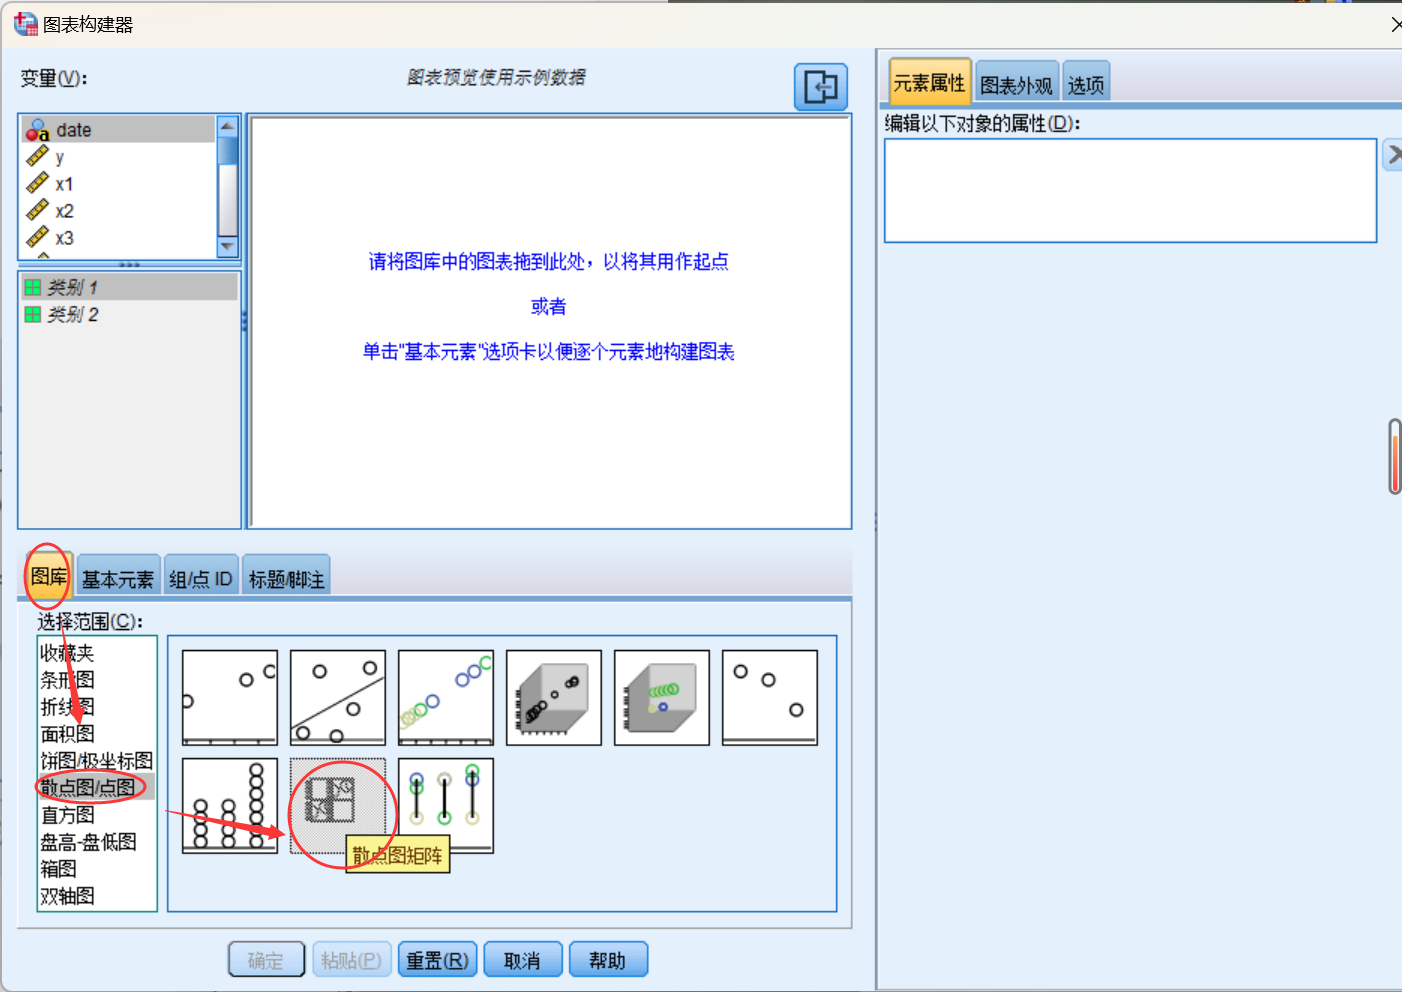 图表构建器
变量(V):
图表预览使用示例数据
date
y
x1
x2
x3
类别 1
类别 2
请将图库中的图表拖到此处，以将其用作起点
或者
单击"基本元素"选项卡以便逐个元素地构建图表
元素属性
图表外观
选项
编辑以下对象的属性(D):
图库
基本元素
组/点 ID
标题/脚注
选择范围(C):
收藏夹
条形图
折线图
面积图
饼图/极坐标图
散点图/点图
直方图
盘高-盘低图
箱图
双轴图
散点图矩阵
确定
粘贴(P)
重置(R)
取消
帮助